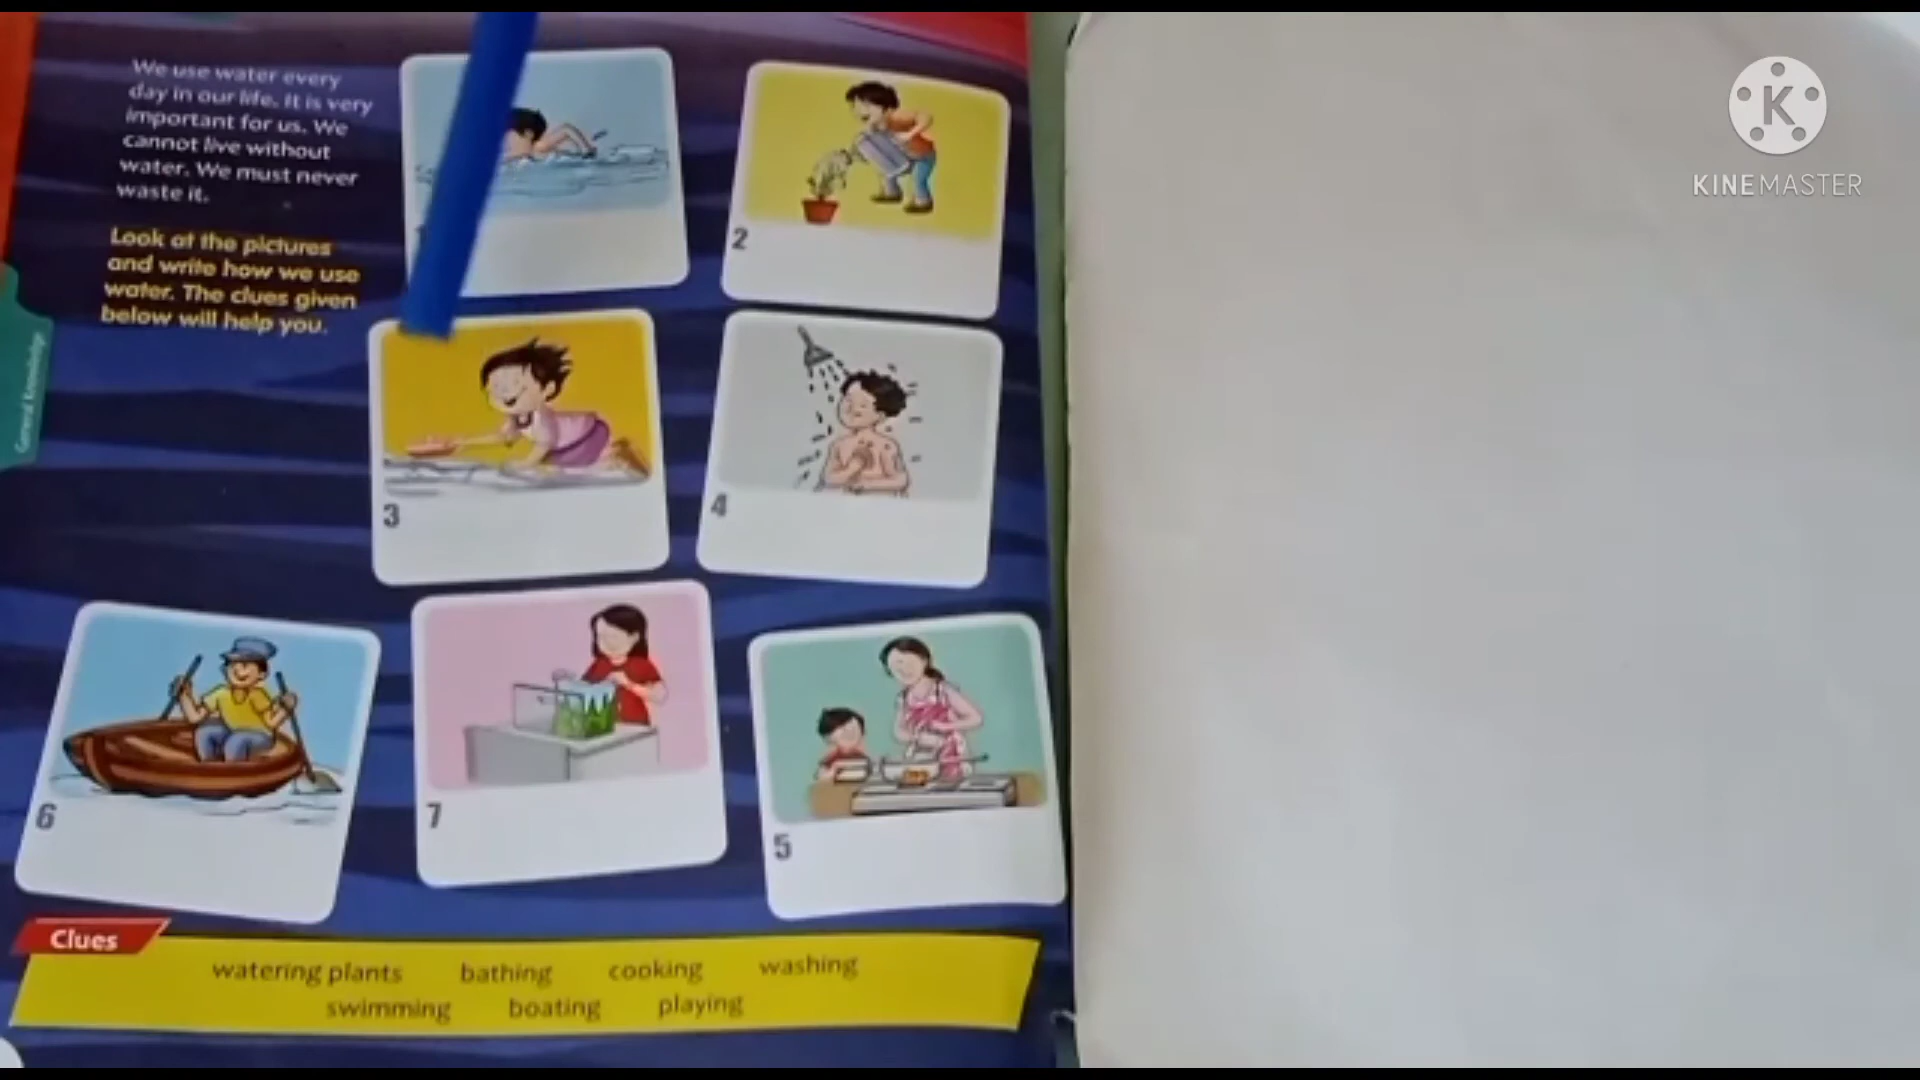 We use water every
day in our life. It is very
important for us. We
cannot live without
water. We must never
waste it.
Look at the pictures
and write how we use
water. The clues given
below will help you.
General Knowledge
2
3
4
6
7
5
Clues
watering plants bathing cooking washing
swimming boating playing
K
KINEMASTER